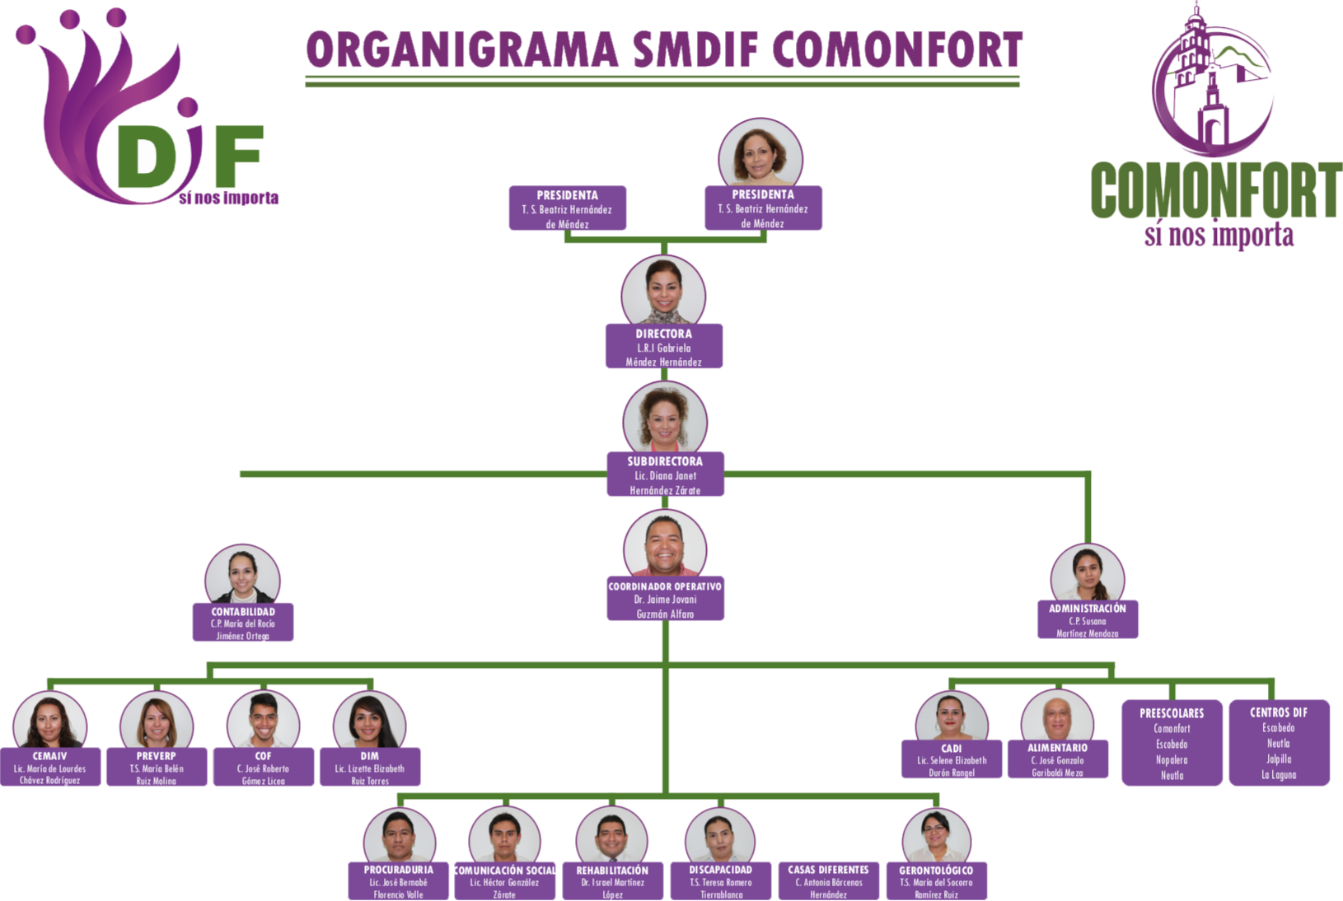 ORGANIGRAMA SMDIF COMONFORT
DiF
sí nos importa
COMONFORT
sí nos importa
PRESIDENTA
T. S. Beatriz Hernández
de Méndez
PRESIDENTA
T. S. Beatriz Hernández
de Méndez
DIRECTORA
L.R.I Gabriela
Méndez Hernández
SUBDIRECTORA
Lic. Diana Janet
Hernández Zárate
COORDINADOR OPERATIVO
Dr. Jaime Jovani
Guzmán Alfaro
CONTABILIDAD
C.P. María del Rocío
Jiménez Ortega
ADMINISTRACIÓN
C.P. Susana
Martínez Mendoza
CEMAIV
Lic. María de Lourdes
Chávez Rodríguez
PREVERP
T.S. María Belén
Ruiz Molina
COF
C. José Roberto
Gómez Licea
DIM
Lic. Lizette Elizabeth
Ruiz Torres
CADI
Lic. Selene Elizabeth
Durón Rangel
ALIMENTARIO
C. José Gonzalo
Garibaldi Meza
PREESCOLARES
Comonfort
Escobedo
Nopalera
Neutla
CENTROS DIF
Escobedo
Neutla
Jalpilla
La Laguna
PROCURADURIA
Lic. José Bernabé
Florencio Valle
COMUNICACIÓN SOCIAL
Lic. Héctor González
Zárate
REHABILITACIÓN
Dr. Israel Martínez
López
DISCAPACIDAD
T.S. Teresa Romero
Tierrablanca
CASAS DIFERENTES
C. Antonia Bárcenas
Hernández
GERONTOLÓGICO
T.S. María del Socorro
Ramírez Ruiz